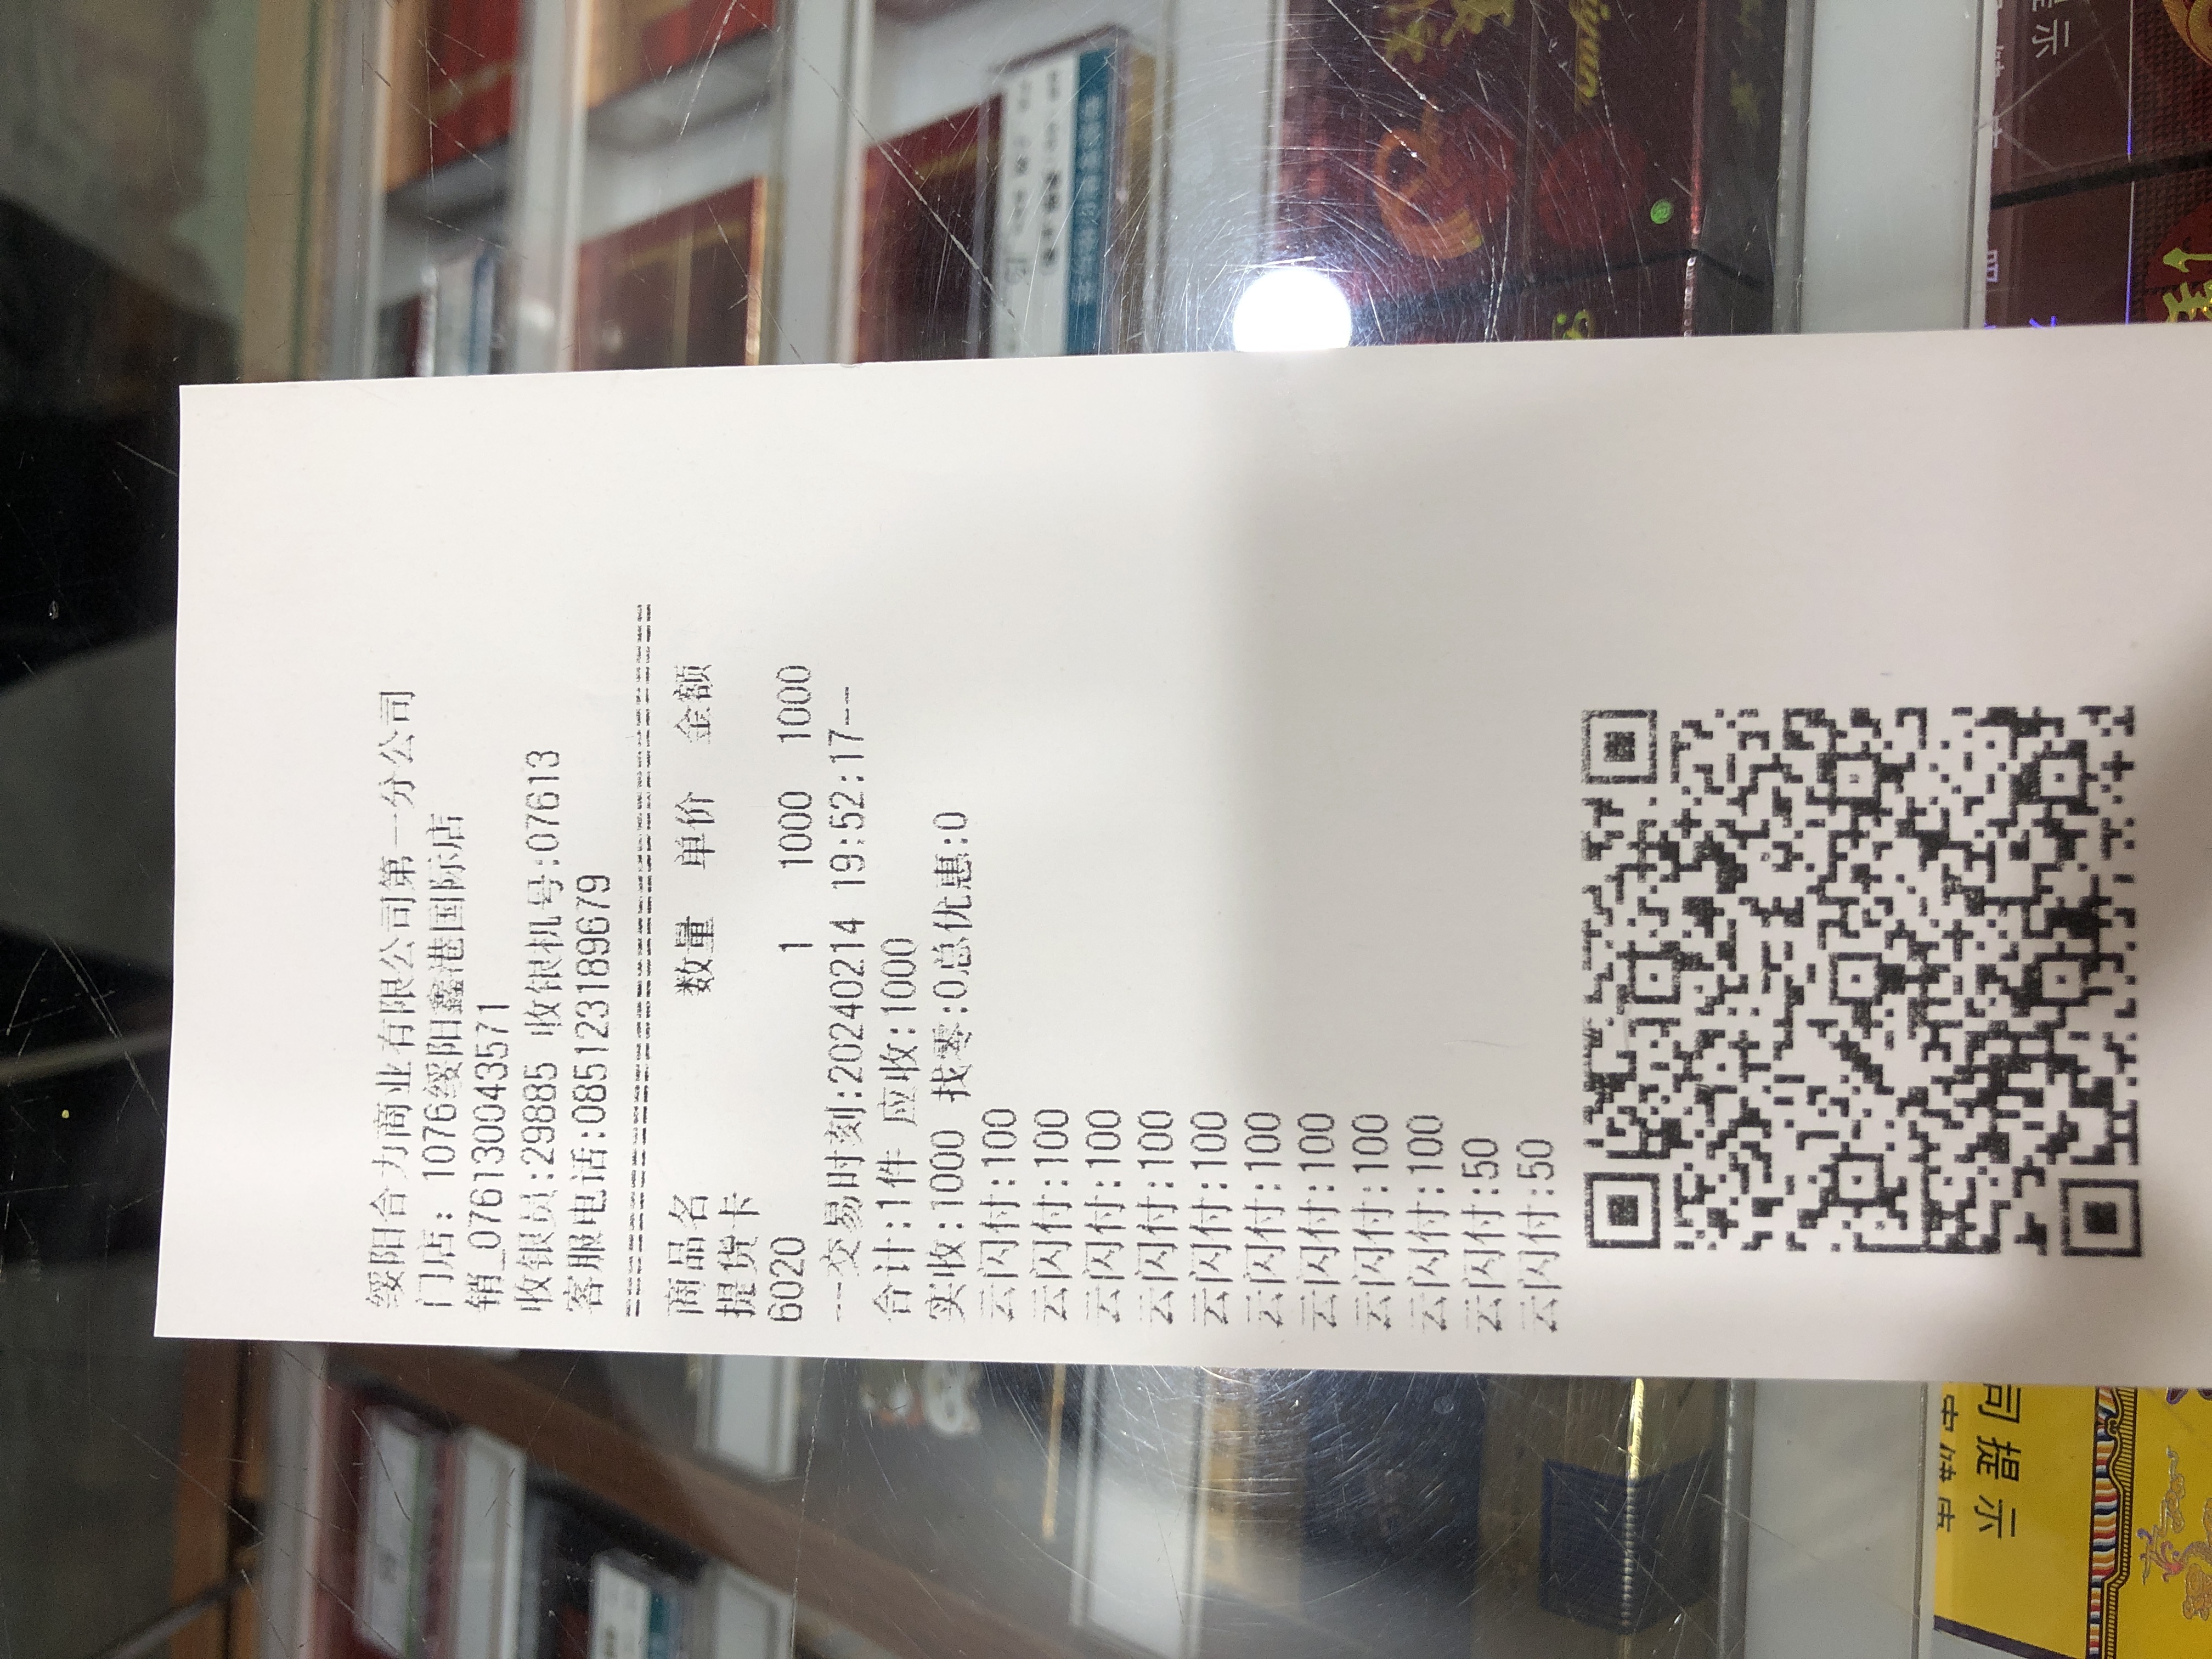 绥阳合力商业有限公司第一分公司
门店: 1076绥阳鑫港国际店
销_076130043571
收银员:29885 收银机号:07613
客服电话:085123189679
商品名 数量 单价 金额
提货卡
6020 1 1000 1000
---交易时刻:20240214 19:52:17--
合计:1件 应收:1000
实收:1000 找零:0总优惠:0
云闪付:100
云闪付:100
云闪付:100
云闪付:100
云闪付:100
云闪付:100
云闪付:100
云闪付:100
云闪付:100
云闪付:50
云闪付:50
司提示